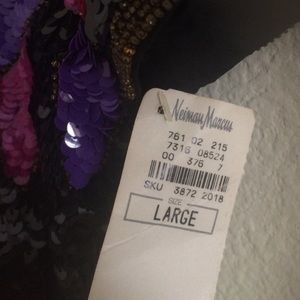 Neiman Marcus
761 02 215
7316 08524
00 376 7
SKU 3872 2018
SIZE
LARGE